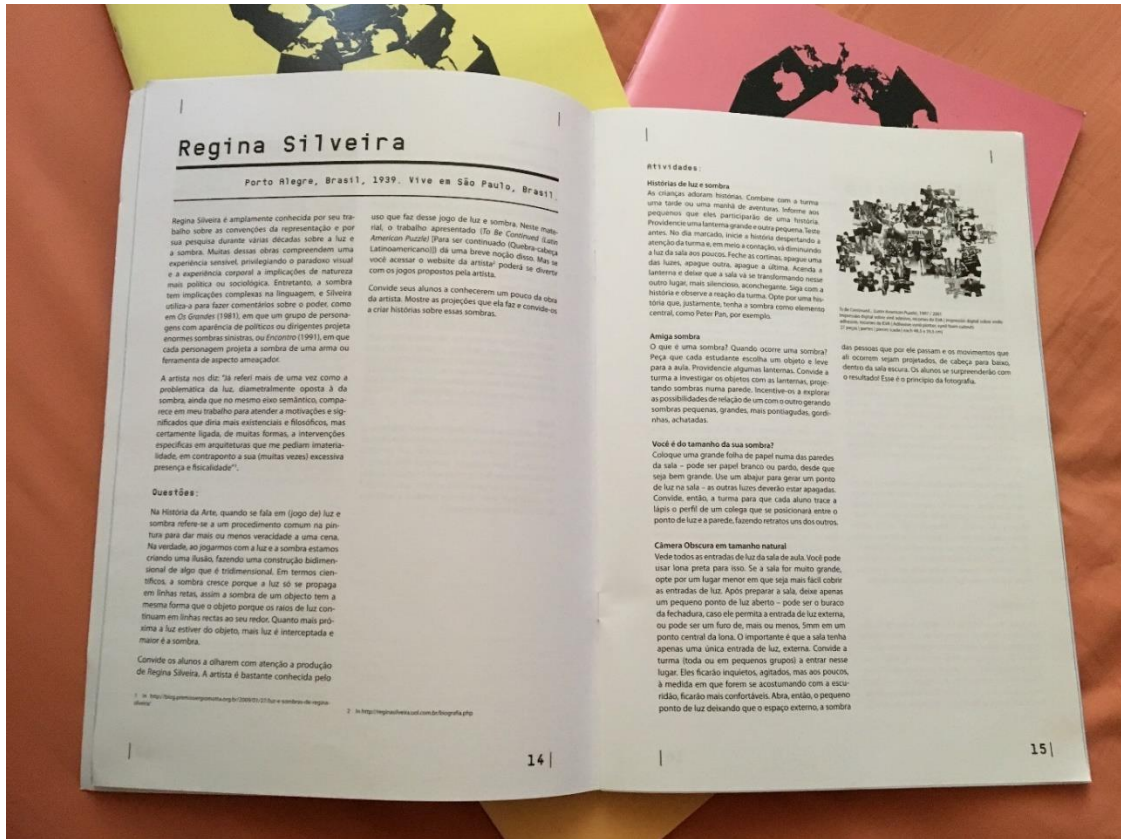 Regina Silveira
Porto Alegre, Brasil, 1939. Vive em São Paulo, Brasil.
Regina Silveira é amplamente conhecida por seu tra-
balho sobre as convenções da representação e por
sua pesquisa durante várias décadas sobre a luz e
a sombra. Muitas dessas obras compreendem uma
experiência sensível, privilegiando o paradoxo visual
e a experiência corporal a implicações de natureza
mais política ou sociológica. Entretanto, a sombra
tem implicações complexas na linguagem, e Silveira
utiliza-a para fazer comentários sobre o poder, como
em Os Grandes (1981), em que um grupo de persona-
gens com aparência de políticos ou dirigentes projeta
enormes sombras sinistras, ou Encontro (1991), em que
cada personagem projeta a sombra de uma arma ou
ferramenta de aspecto ameaçador.
A artista nos diz: "Já referi mais de uma vez como a
problemática da luz, diametralmente oposta à da
sombra, ainda que no mesmo eixo semântico, compa-
rece em meu trabalho para atender a motivações e sig-
nificados que diria mais existenciais e filosóficos, mas
certamente ligada, de muitas formas, a intervenções
específicas em arquiteturas que me pediam imateria-
lidade, em contraponto a sua (muitas vezes) excessiva
presença e fisicalidade"¹.
Questões:
Na História da Arte, quando se fala em (jogo de) luz e
sombra refere-se a um procedimento comum na pin-
tura para dar mais ou menos veracidade a uma cena.
Na verdade, ao jogarmos com a luz e a sombra estamos
criando uma ilusão, fazendo uma construção bidimen-
sional de algo que é tridimensional. Em termos cien-
tíficos, a sombra cresce porque a luz só se propaga
em linhas retas, assim a sombra de um objecto tem a
mesma forma que o objeto porque os raios de luz con-
tinuam em linhas rectas ao seu redor. Quanto mais pró-
xima a luz estiver do objeto, mais luz é interceptada e
maior é a sombra.
Convide os alunos a olharem com atenção a produção
de Regina Silveira. A artista é bastante conhecida pelo
1 In
silveira/
uso que faz desse jogo de luz e sombra. Neste mate-
rial, o trabalho apresentado (To Be Continued (Latin
American Puzzle) [Para ser continuado (Quebra-cabeça
Latinoamericano)]) dá uma breve noção disso. Mas se
você acessar o website da artista² poderá se divertir
com os jogos propostos pela artista.
Convide seus alunos a conhecerem um pouco da obra
da artista. Mostre as projeções que ela faz e convide-os
a criar histórias sobre essas sombras.
2 In http://reginasilveira.uol.com.br/biografia.php
14
Atividades:
Histórias de luz e sombra
As crianças adoram histórias. Combine com a turma
uma tarde ou uma manhã de aventuras. Informe aos
pequenos que eles participarão de uma história.
Providencie uma lanterna grande e outra pequena. Teste
antes. No dia marcado, inicie a história despertando a
atenção da turma e, em meio a contação, vá diminuindo
a luz da sala aos poucos. Feche as cortinas, apague uma
das luzes, apague outra, apague a última. Acenda a
lanterna e deixe que a sala vá se transformando nesse
outro lugar, mais silencioso, aconchegante. Siga com a
história e observe a reação da turma. Opte por uma his-
tória que, justamente, tenha a sombra como elemento
central, como Peter Pan, por exemplo.
Amiga sombra
O que é uma sombra? Quando ocorre uma sombra?
Peça que cada estudante escolha um objeto e leve
para a aula. Providencie algumas lanternas. Convide a
turma a investigar os objetos com as lanternas, proje-
tando sombras numa parede. Incentive-os a explorar
as possibilidades de relação de um com o outro gerando
sombras pequenas, grandes, mais pontiagudas, gordi-
nhas, achatadas.
Você é do tamanho da sua sombra?
Coloque uma grande folha de papel numa das paredes
da sala – pode ser papel branco ou pardo, desde que
seja bem grande. Use um abajur para gerar um ponto
de luz na sala – as outras luzes deverão estar apagadas.
Convide, então, a turma para que cada aluno trace a
lápis o perfil de um colega que se posicionará entre o
ponto de luz e a parede, fazendo retratos uns dos outros.
Câmera Obscura em tamanho natural
Vede todos as entradas de luz da sala de aula. Você pode
usar lona preta para isso. Se a sala for muito grande,
opte por um lugar menor em que seja mais fácil cobrir
as entradas de luz. Após preparar a sala, deixe apenas
um pequeno ponto de luz aberto – pode ser o buraco
da fechadura, caso ele permita a entrada de luz externa,
ou pode ser um furo de, mais ou menos, 5mm em um
ponto central da lona. O importante é que a sala tenha
apenas uma única entrada de luz, externa. Convide a
turma (toda ou em pequenos grupos) a entrar nesse
lugar. Eles ficarão inquietos, agitados, mas aos poucos,
à medida em que forem se acostumando com a escu-
ridão, ficarão mais confortáveis. Abra, então, o pequeno
ponto de luz deixando que o espaço externo, a sombra
das pessoas que por ele passam e os movimentos que
ali ocorrem sejam projetados, de cabeça para baixo,
dentro da sala escura. Os alunos se surpreenderão com
o resultado! Esse é o princípio da fotografia.
15